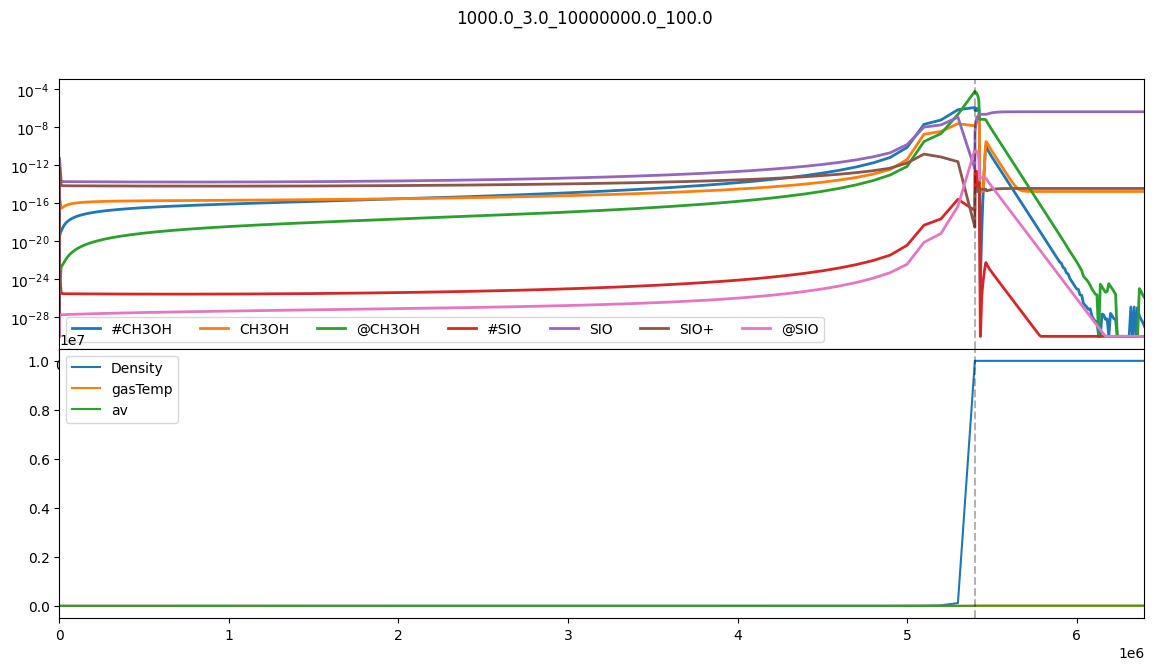 1000.0_3.0_10000000.0_100.0
10⁻⁴
10⁻⁸
10⁻¹²
10⁻¹⁶
10⁻²⁰
10⁻²⁴
10⁻²⁸
#CH3OH CH3OH @CH3OH #SIO SIO SIO+ @SIO
1e7
1.0
0.8
0.6
0.4
0.2
0.0
Density
gasTemp
av
0 1 2 3 4 5 6
1e6